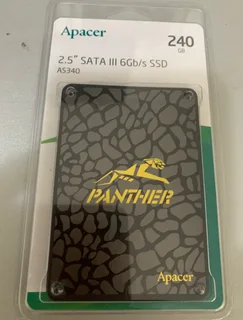 Apacer
240
GB
2.5" SATA III 6Gb/s SSD
AS340
PANTHER
Apacer